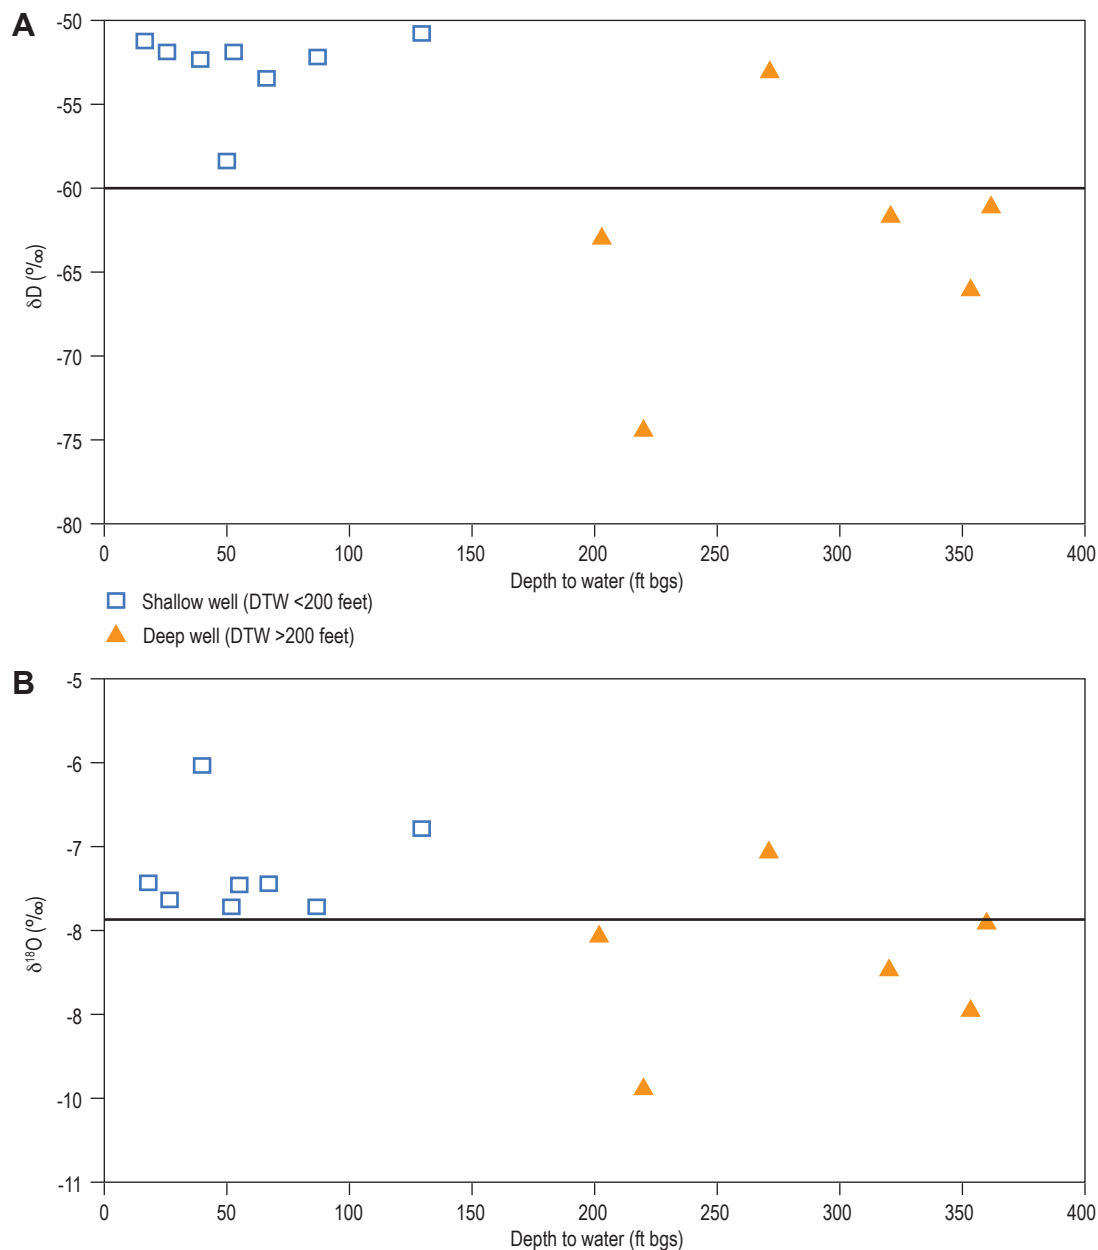 A
-50
-55
-60
-65
-70
-75
-80
δD (º/∞)
0 50 100 150 200 250 300 350 400
Depth to water (ft bgs)
Shallow well (DTW <200 feet)
Deep well (DTW >200 feet)
B
-5
-6
-7
-8
-8
-10
-11
δ¹⁸O (º/∞)
0 50 100 150 200 250 300 350 400
Depth to water (ft bgs)